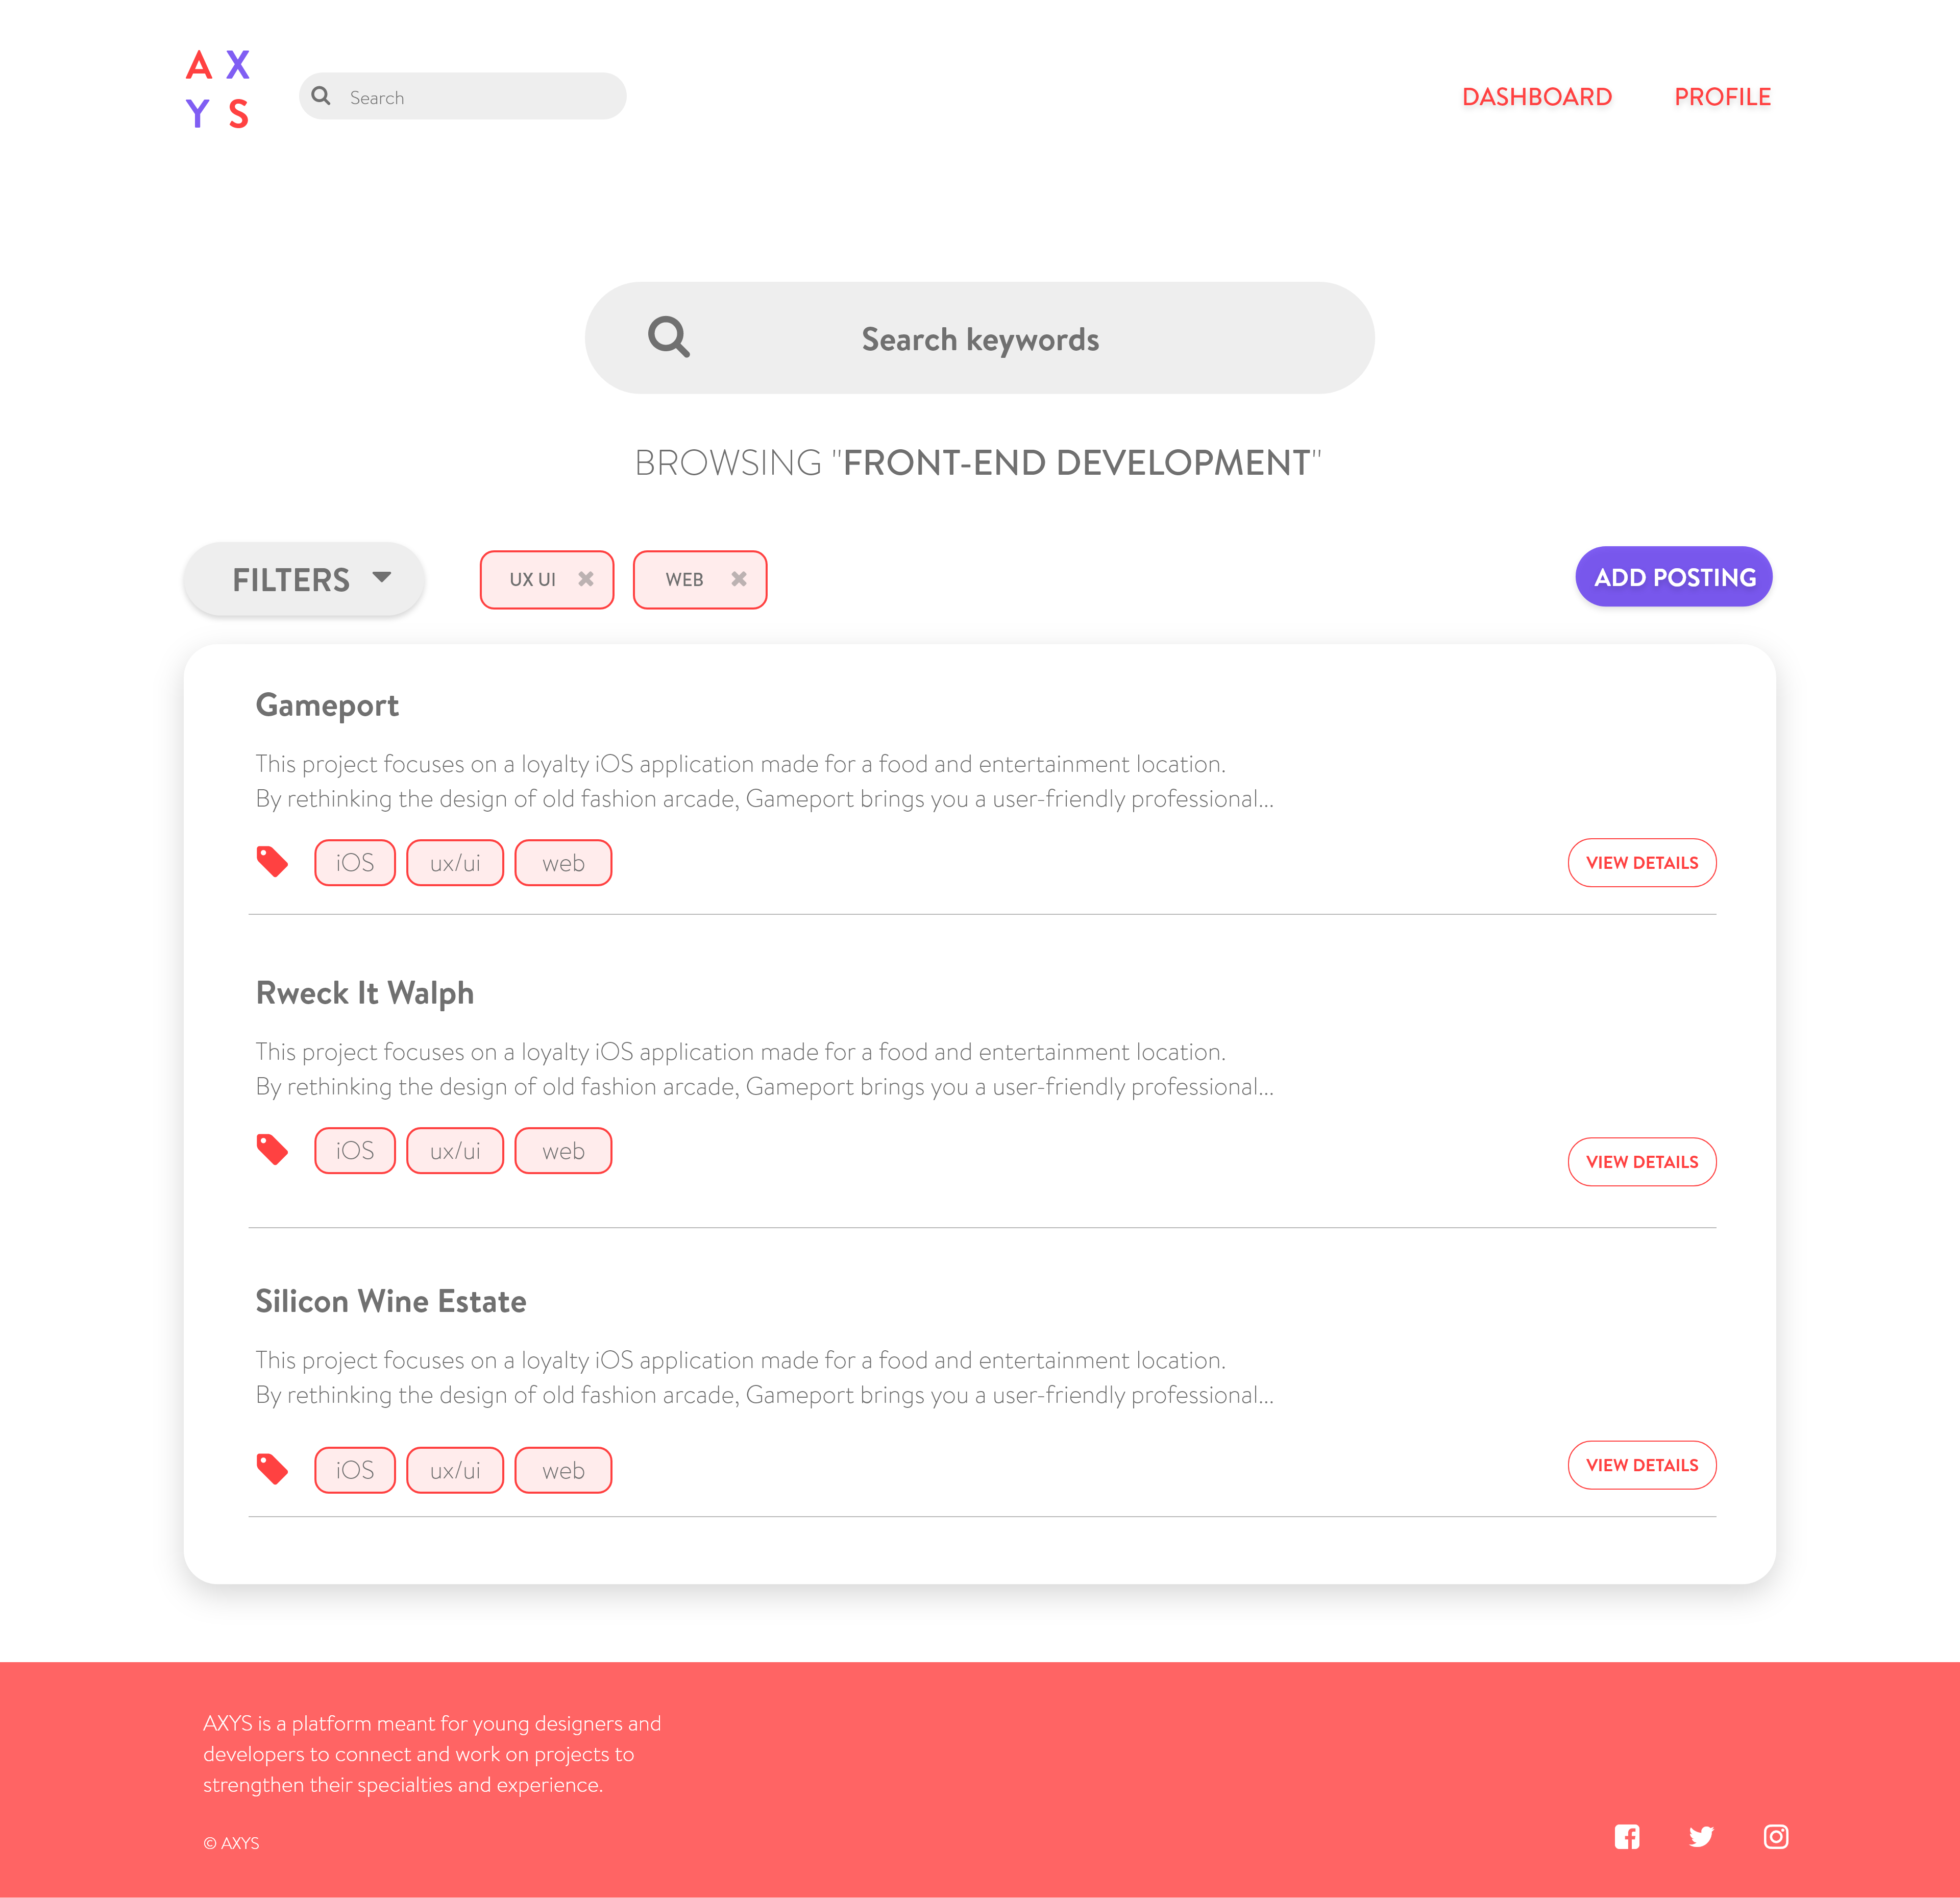 A X
Y S
Search
DASHBOARD
PROFILE
Search keywords
BROWSING "FRONT-END DEVELOPMENT"
FILTERS
UX UI
WEB
ADD POSTING
Gameport
This project focuses on a loyalty iOS application made for a food and entertainment location.
By rethinking the design of old fashion arcade, Gameport brings you a user-friendly professional...
iOS
ux/ui
web
VIEW DETAILS
Rweck It Walph
This project focuses on a loyalty iOS application made for a food and entertainment location.
By rethinking the design of old fashion arcade, Gameport brings you a user-friendly professional...
iOS
ux/ui
web
VIEW DETAILS
Silicon Wine Estate
This project focuses on a loyalty iOS application made for a food and entertainment location.
By rethinking the design of old fashion arcade, Gameport brings you a user-friendly professional...
iOS
ux/ui
web
VIEW DETAILS
AXYS is a platform meant for young designers and
developers to connect and work on projects to
strengthen their specialties and experience.
© AXYS